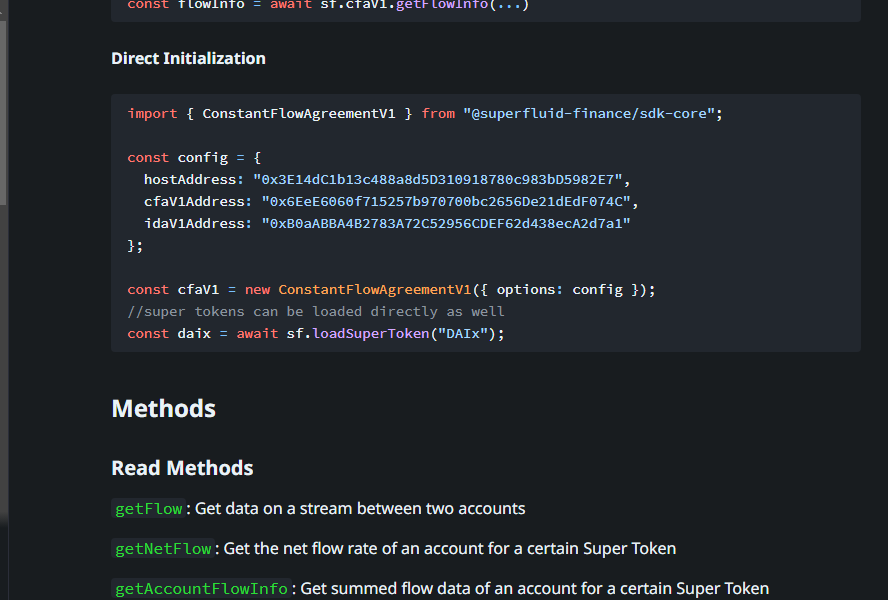 const flowInfo = await sf.cfaV1.getFlowInfo(...)
Direct Initialization
import { ConstantFlowAgreementV1 } from "@superfluid-finance/sdk-core";
const config = {
hostAddress: "0x3E14dC1b13c488a8d5D310918780c983bD5982E7",
cfaV1Address: "0x6EeE6060f715257b970700bc2656De21dEdF074C",
idaV1Address: "0xB0aABBA4B2783A72C52956CDEF62d438ecA2d7a1"
};
const cfaV1 = new ConstantFlowAgreementV1({ options: config });
//super tokens can be loaded directly as well
const daix = await sf.loadSuperToken("DAIx");
Methods
Read Methods
getFlow: Get data on a stream between two accounts
getNetFlow: Get the net flow rate of an account for a certain Super Token
getAccountFlowInfo: Get summed flow data of an account for a certain Super Token